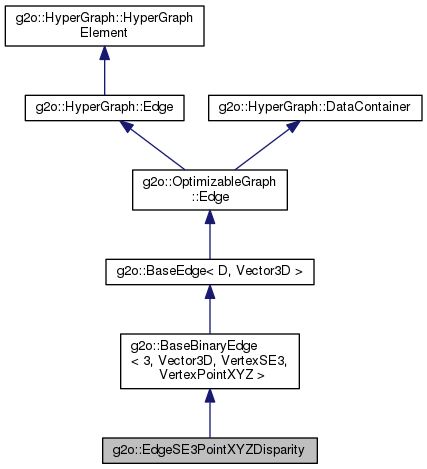 g2o::HyperGraph::HyperGraph
Element
g2o::HyperGraph::Edge
g2o::HyperGraph::DataContainer
g2o::OptimizableGraph
::Edge
g2o::BaseEdge< D, Vector3D >
g2o::BaseBinaryEdge
< 3, Vector3D, VertexSE3,
VertexPointXYZ >
g2o::EdgeSE3PointXYZDisparity